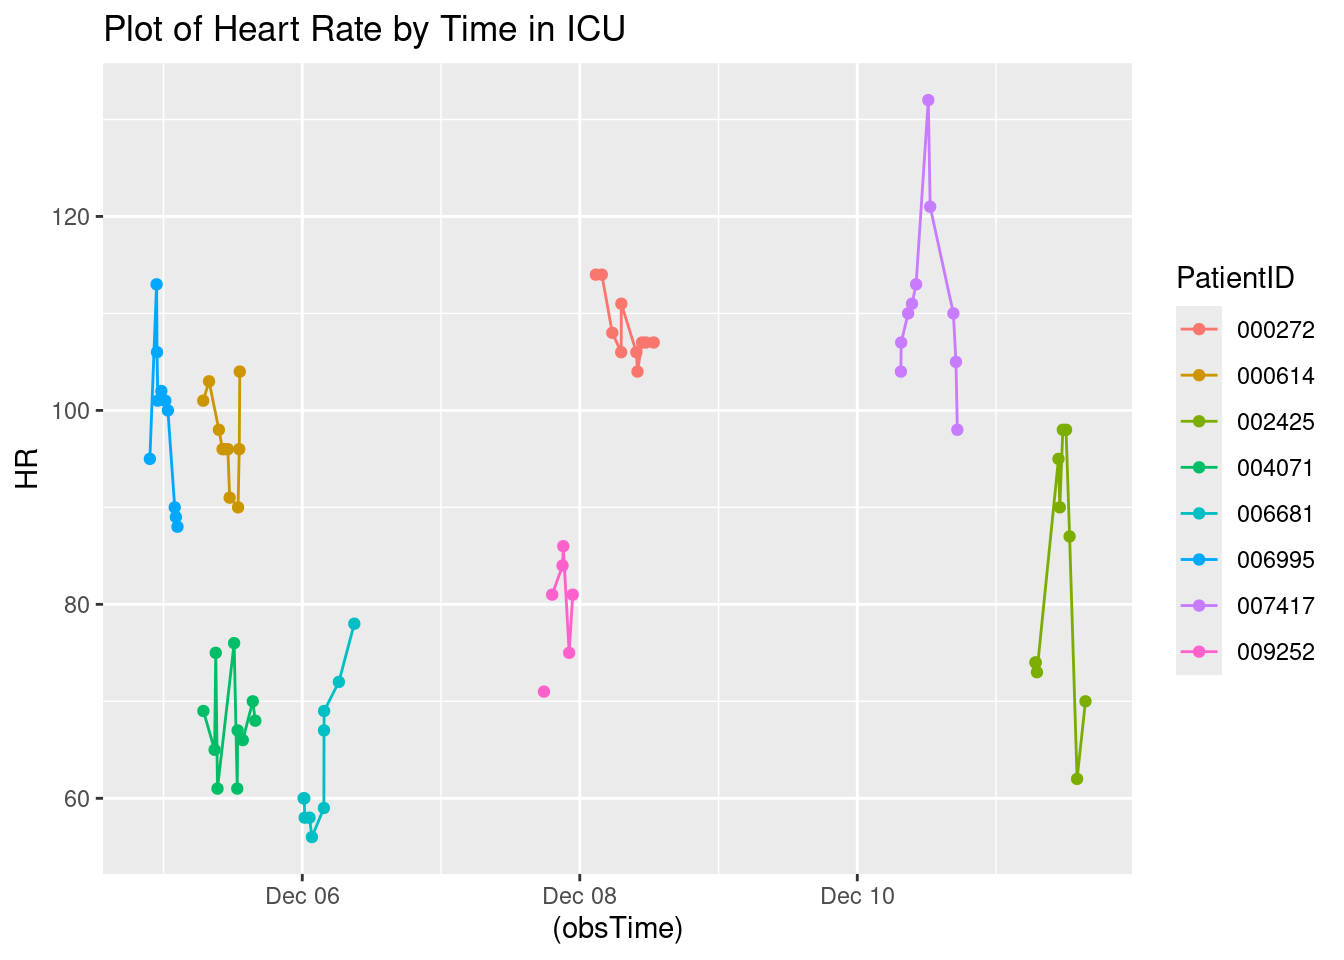 Plot of Heart Rate by Time in ICU
HR
120
100
80
60
Dec 06 Dec 08 Dec 10
(obsTime)
PatientID
000272
000614
002425
004071
006681
006995
007417
009252